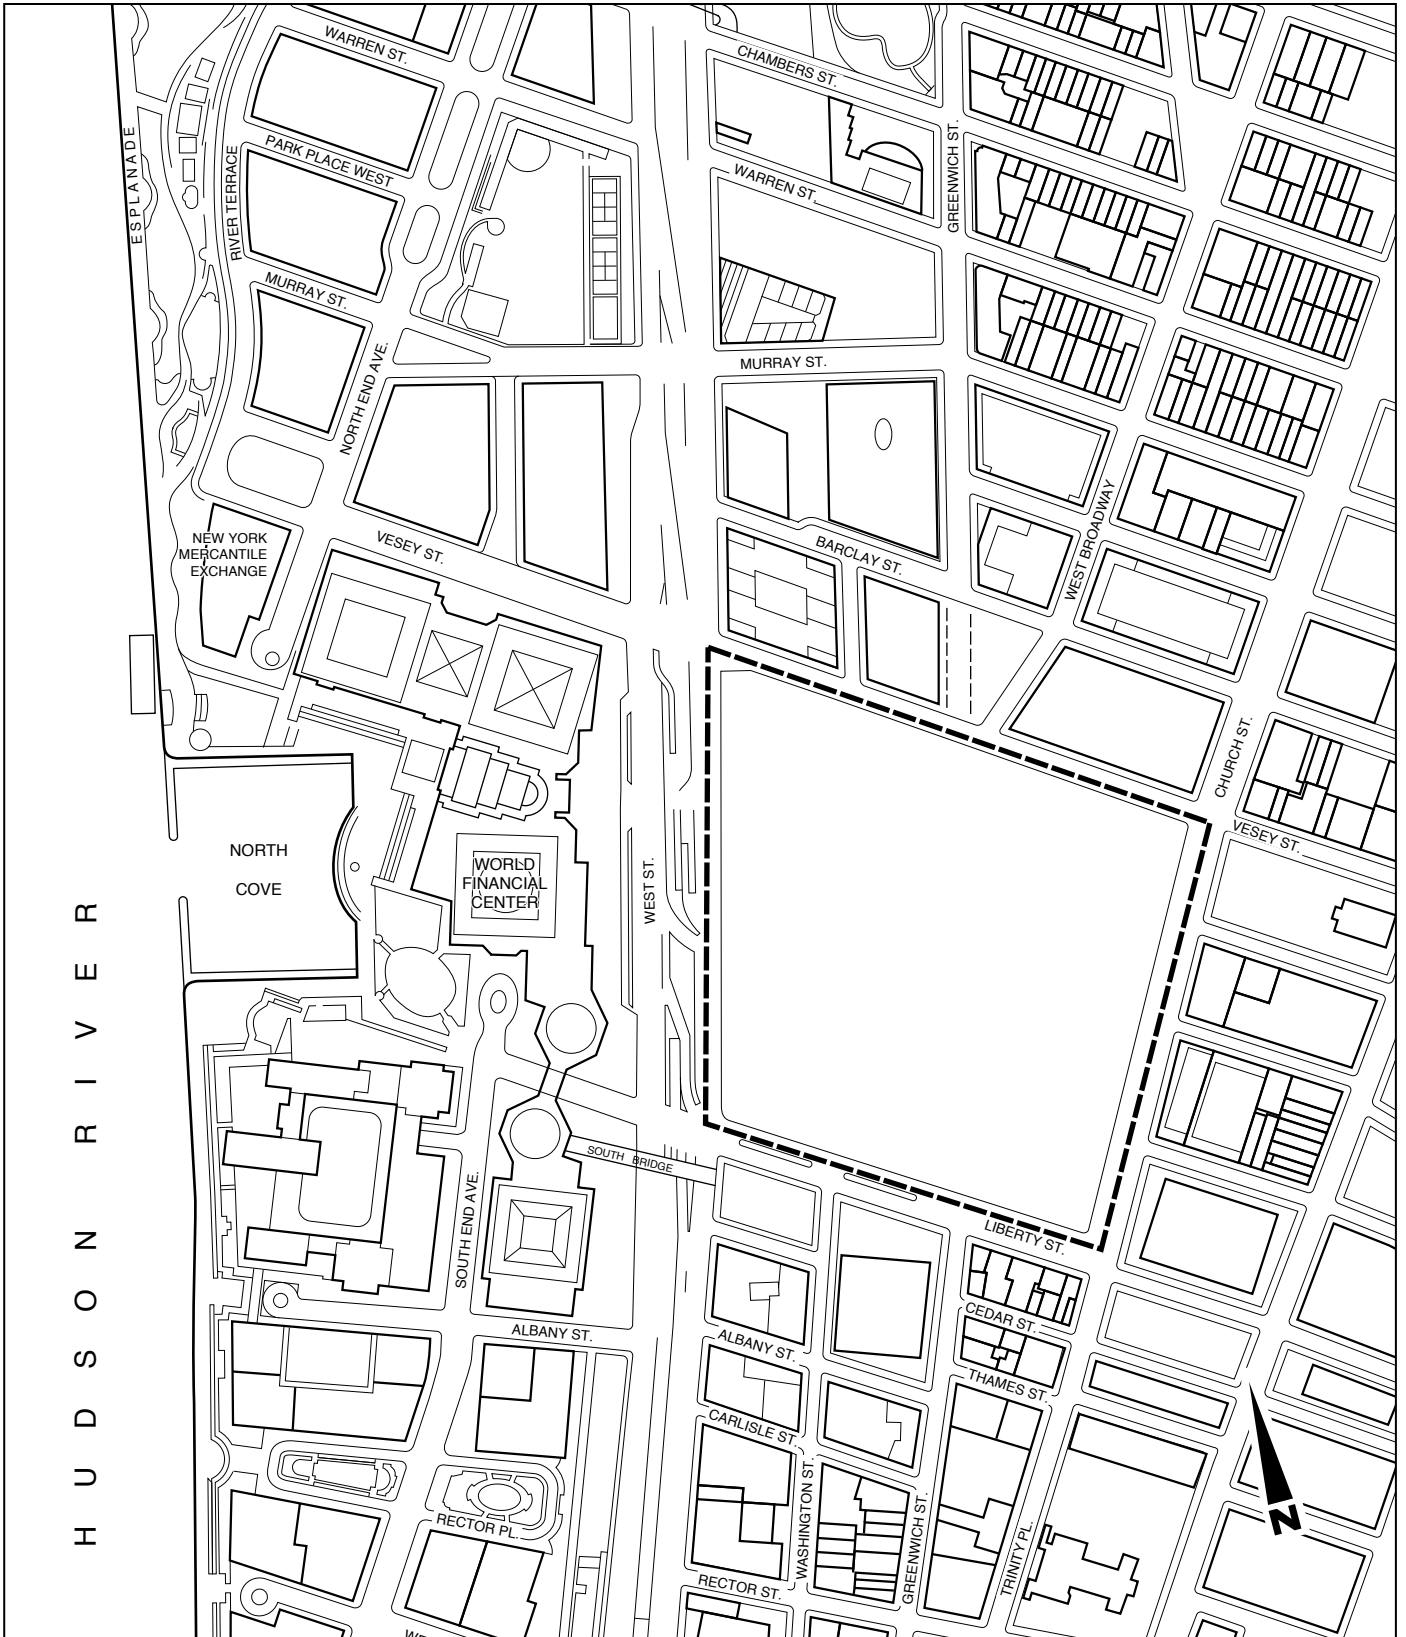 WARREN ST.
CHAMBERS ST.
ESPLANADE
RIVER TERRACE
PARK PLACE WEST
GREENWICH ST.
WARREN ST.
MURRAY ST.
NORTH END AVE.
MURRAY ST.
WEST BROADWAY
NEW YORK
MERCANTILE
EXCHANGE
VESEY ST.
BARCLAY ST.
CHURCH ST.
VESEY ST.
NORTH
COVE
WORLD
FINANCIAL
CENTER
WEST ST.
HUDSON RIVER
SOUTH BRIDGE
SOUTH END AVE.
LIBERTY ST.
CEDAR ST.
ALBANY ST.
ALBANY ST.
THAMES ST.
CARLISLE ST.
WASHINGTON ST.
GREENWICH ST.
TRINITY PL.
RECTOR PL.
RECTOR ST.
N